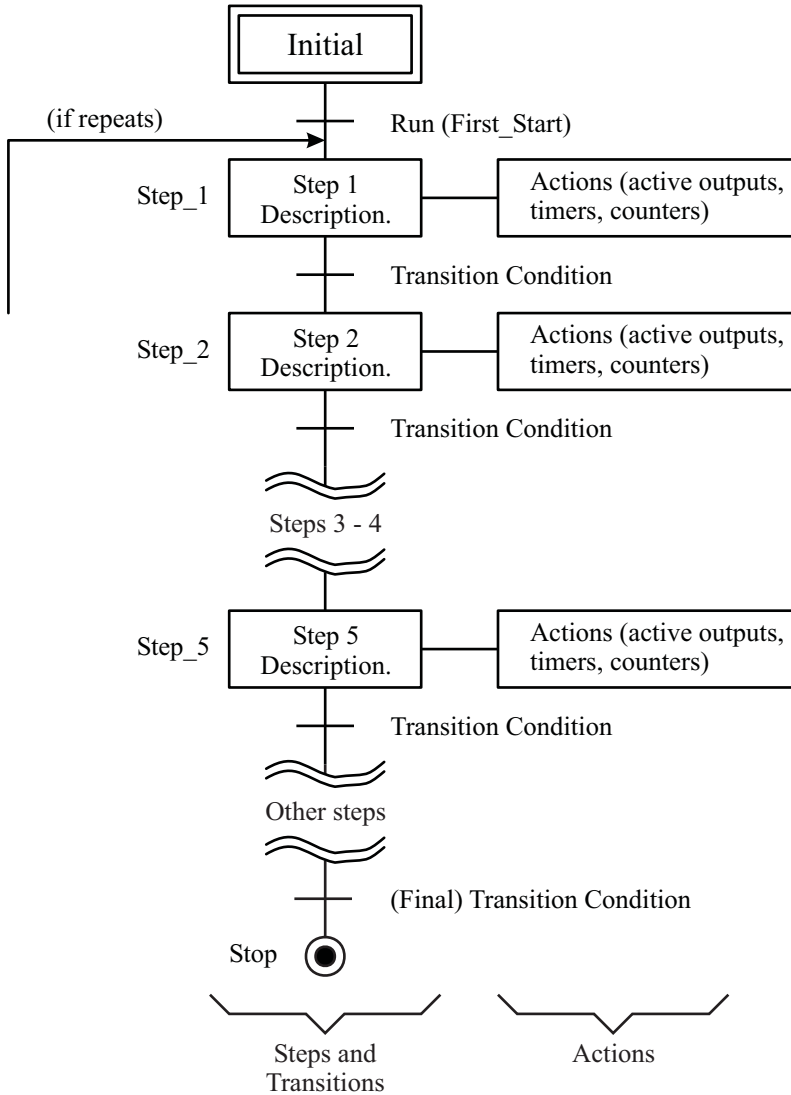 Initial
(if repeats)
Run (First_Start)
Step_1
Step 1
Description.
Actions (active outputs,
timers, counters)
Transition Condition
Step_2
Step 2
Description.
Actions (active outputs,
timers, counters)
Transition Condition
Steps 3 - 4
Step_5
Step 5
Description.
Actions (active outputs,
timers, counters)
Transition Condition
Other steps
(Final) Transition Condition
Stop
Steps and
Transitions
Actions